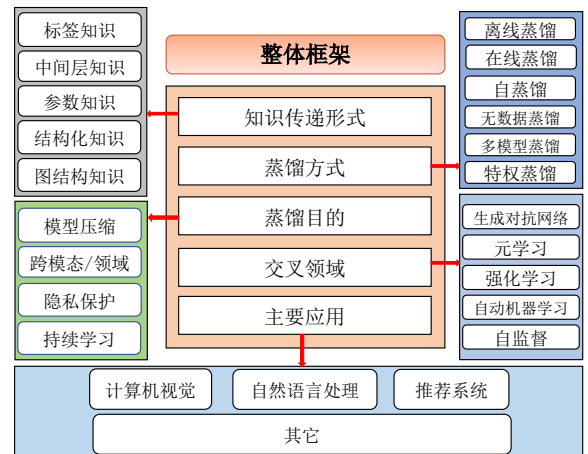 标签知识
中间层知识
参数知识
结构化知识
图结构知识
整体框架
知识传递形式
蒸馏方式
蒸馏目的
交叉领域
主要应用
离线蒸馏
在线蒸馏
自蒸馏
无数据蒸馏
多模型蒸馏
特权蒸馏
模型压缩
跨模态/领域
隐私保护
持续学习
生成对抗网络
元学习
强化学习
自动机器学习
自监督
计算机视觉
自然语言处理
推荐系统
其它